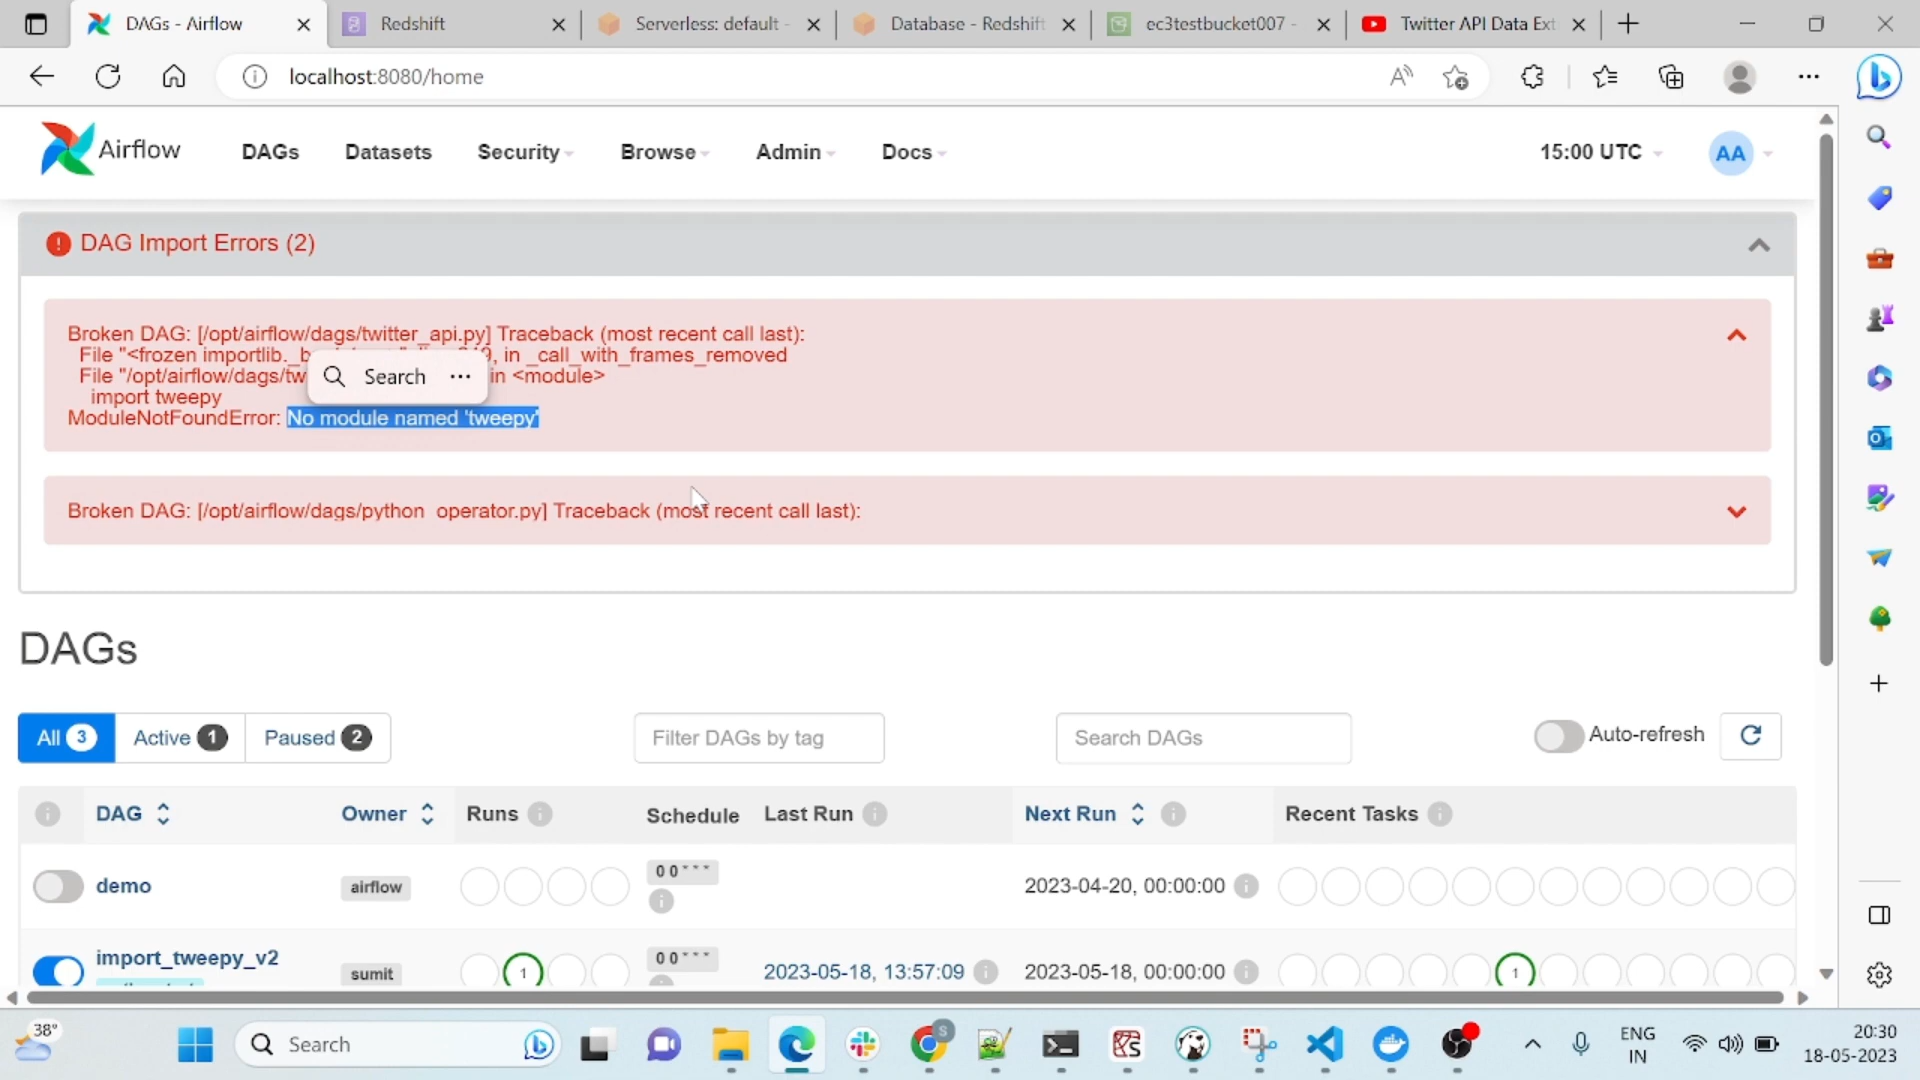 DAGs - Airflow
Redshift
Serverless: default -
Database - Redshift
ec3testbucket007 -
Twitter API Data Ext
localhost:8080/home
Airflow
DAGs
Datasets
Security
Browse
Admin
Docs
15:00 UTC
AA
DAG Import Errors (2)
Broken DAG: [/opt/airflow/dags/twitter_api.py] Traceback (most recent call last):
File "<frozen importlib._b 9, in _call_with_frames_removed
File "/opt/airflow/dags/tw in <module>
Search
import tweepy
ModuleNotFoundError: No module named 'tweepy'
Broken DAG: [/opt/airflow/dags/python_operator.py] Traceback (most recent call last):
DAGs
All 3
Active 1
Paused 2
Filter DAGs by tag
Search DAGs
Auto-refresh
DAG
Owner
Runs
Schedule
Last Run
Next Run
Recent Tasks
demo
airflow
0 0 * * *
2023-04-20, 00:00:00
import_tweepy_v2
sumit
1
0 0 * * *
2023-05-18, 13:57:09
2023-05-18, 00:00:00
1
38°
Search
S
ENG
IN
20:30
18-05-2023